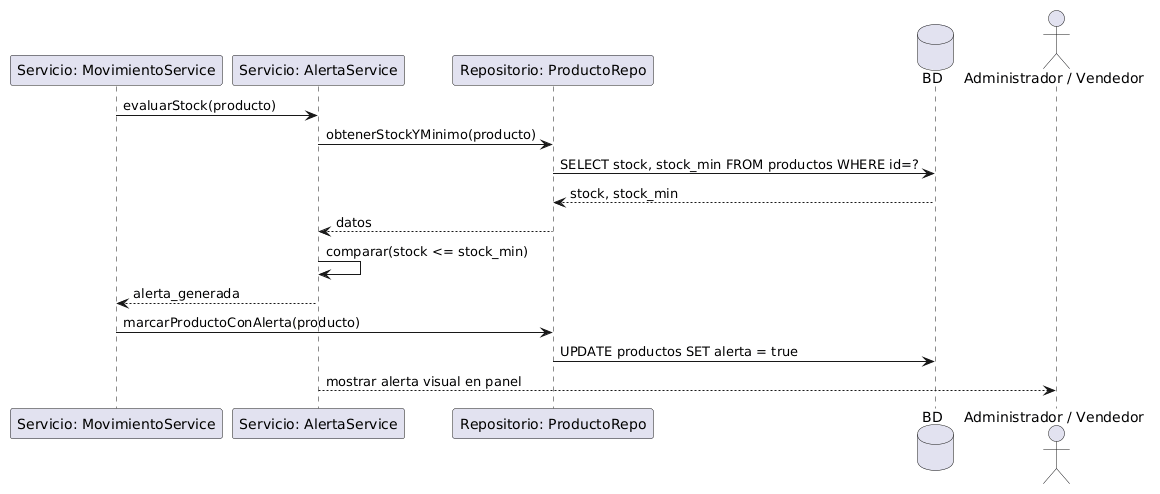 Servicio: MovimientoService
Servicio: AlertaService
Repositorio: ProductoRepo
BD
Administrador / Vendedor
evaluarStock(producto)
obtenerStockYMinimo(producto)
SELECT stock, stock_min FROM productos WHERE id=?
stock, stock_min
datos
comparar(stock <= stock_min)
alerta_generada
marcarProductoConAlerta(producto)
UPDATE productos SET alerta = true
mostrar alerta visual en panel
Servicio: MovimientoService
Servicio: AlertaService
Repositorio: ProductoRepo
BD
Administrador / Vendedor